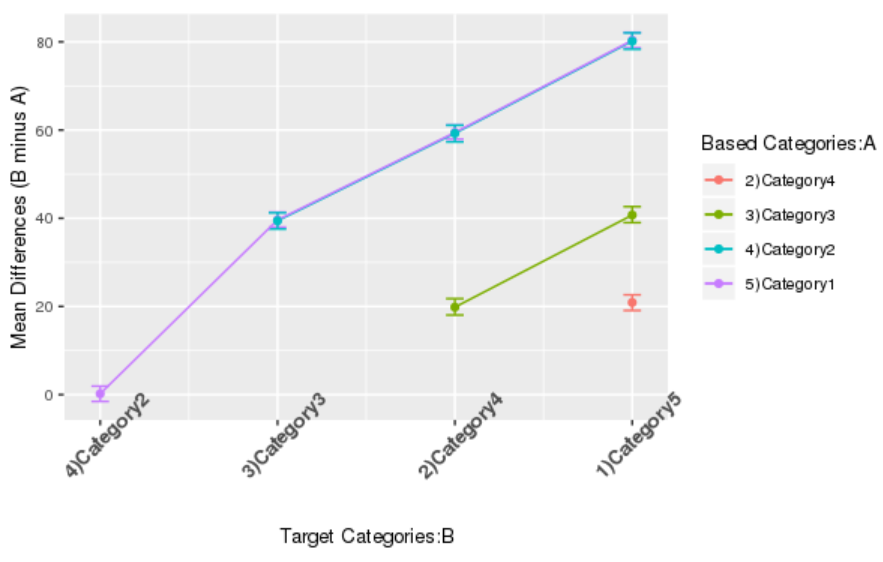 80
60
40
20
0
Mean Differences (B minus A)
4)Category2
3)Category3
2)Category4
1)Category5
Target Categories:B
Based Categories:A
2)Category4
3)Category3
4)Category2
5)Category1